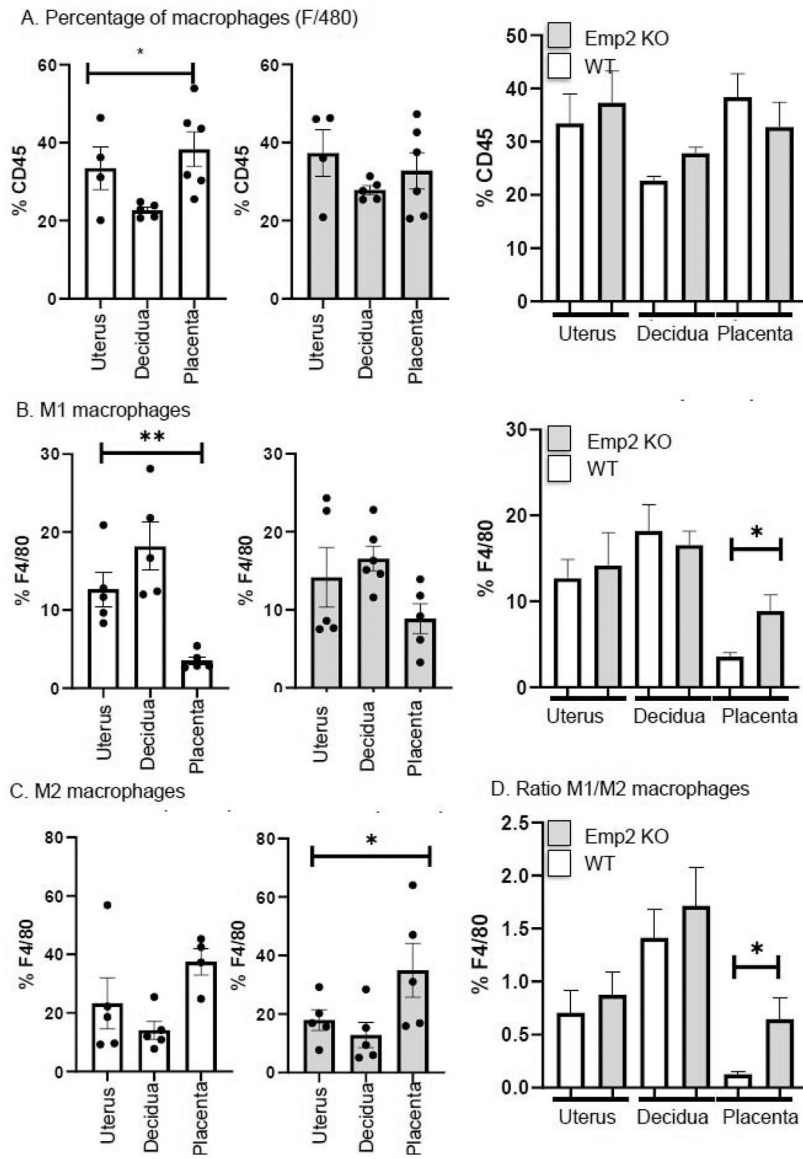 A. Percentage of macrophages (F/480)
*
60
40
20
0
% CD45
Uterus
Decidua
Placenta
60
40
20
0
% CD45
Uterus
Decidua
Placenta
Emp2 KO
WT
50
40
30
20
10
0
% CD45
Uterus
Decidua
Placenta
B. M1 macrophages
**
30
20
10
0
% F4/80
Uterus
Decidua
Placenta
30
20
10
0
% F4/80
Uterus
Decidua
Placenta
Emp2 KO
WT
*
30
20
10
0
% F4/80
Uterus
Decidua
Placenta
C. M2 macrophages
80
60
40
20
0
% F4/80
Uterus
Decidua
Placenta
*
80
60
40
20
0
% F4/80
Uterus
Decidua
Placenta
D. Ratio M1/M2 macrophages
Emp2 KO
WT
*
2.5
2.0
1.5
1.0
0.5
0.0
% F4/80
Uterus
Decidua
Placenta